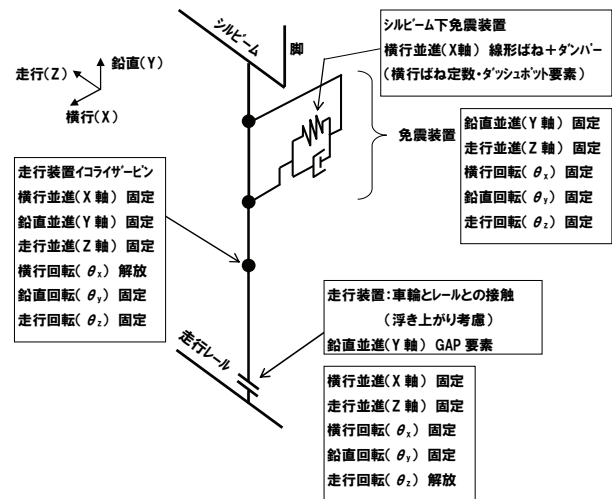 シルビーム
脚
鉛直(Y)
走行(Z)
横行(X)
シルビーム下免震装置
横行並進(X軸) 線形ばね＋ダンパー
(横行ばね定数・ダッシュポット要素)
免震装置
鉛直並進(Y軸) 固定
走行並進(Z軸) 固定
横行回転(θx) 固定
鉛直回転(θy) 固定
走行回転(θz) 固定
走行装置イコライザーピン
横行並進(X軸) 固定
鉛直並進(Y軸) 固定
走行並進(Z軸) 固定
横行回転(θx) 解放
鉛直回転(θy) 固定
走行回転(θz) 固定
走行装置：車輪とレールとの接触
(浮き上がり考慮)
鉛直並進(Y軸) GAP要素
走行レール
横行並進(X軸) 固定
走行並進(Z軸) 固定
横行回転(θx) 固定
鉛直回転(θy) 固定
走行回転(θz) 解放